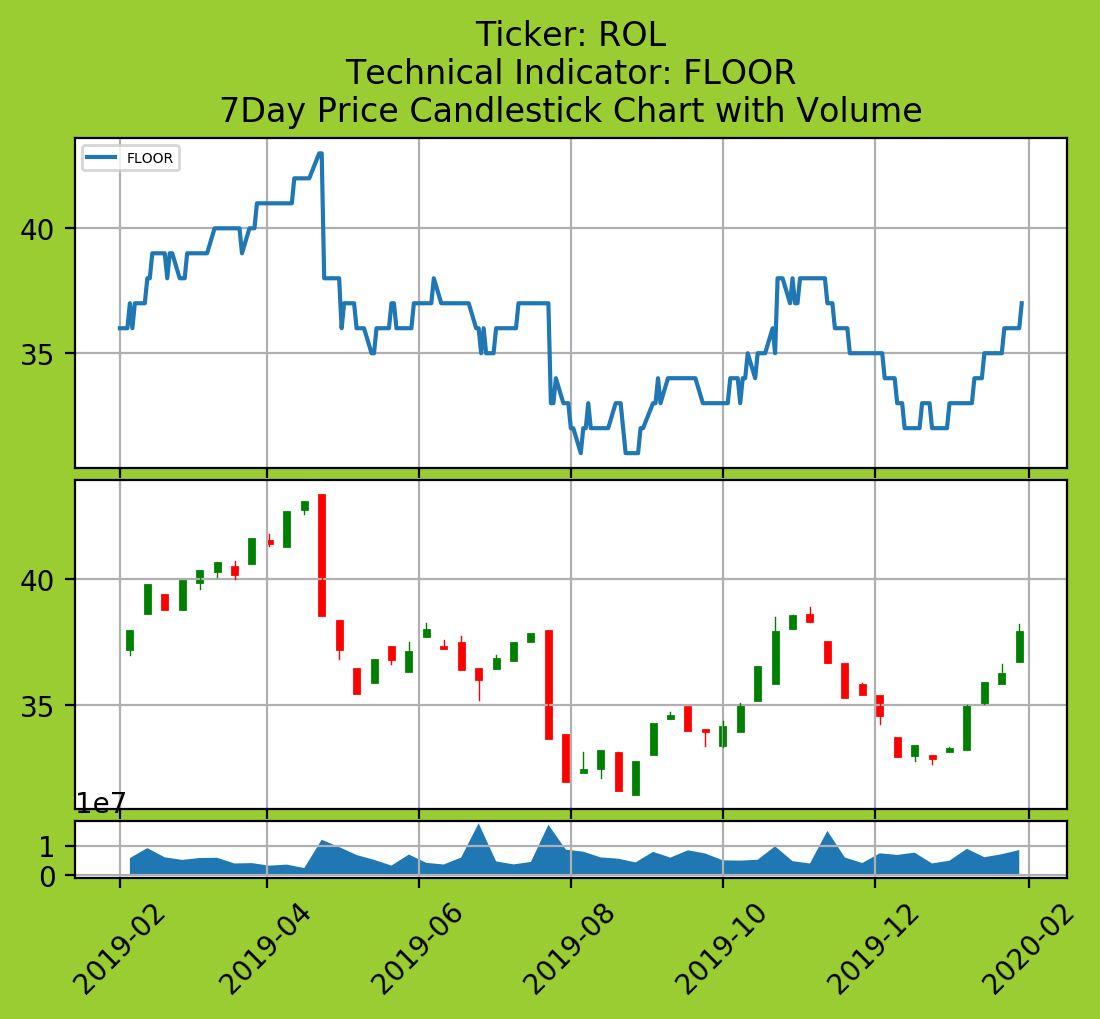 Ticker: ROL
Technical Indicator: FLOOR
7Day Price Candlestick Chart with Volume
FLOOR
40
35
40
35
1e7
1
0
2019-02
2019-04
2019-06
2019-08
2019-10
2019-12
2020-02